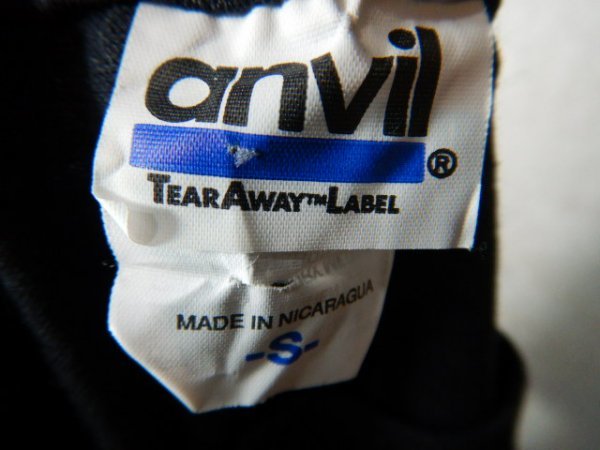 anvil
®
TEARAWAY™LABEL
MADE IN NICARAGUA
-S-